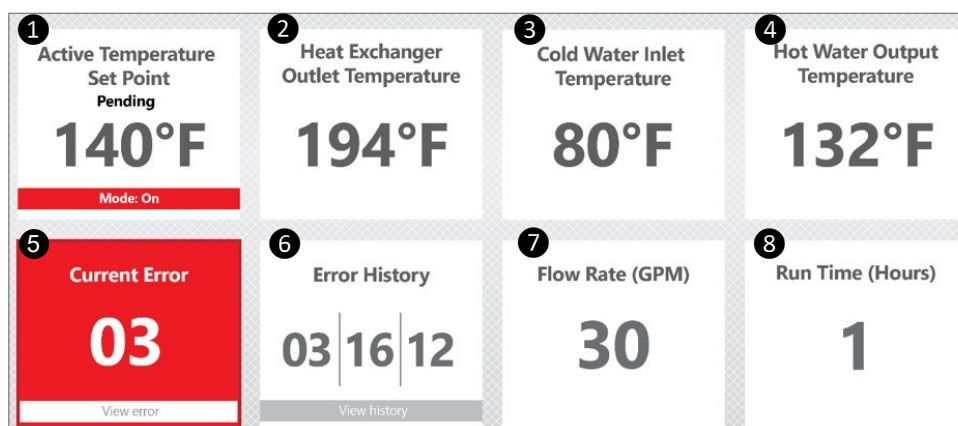 1
Active Temperature
Set Point
Pending
140°F
Mode: On
2
Heat Exchanger
Outlet Temperature
194°F
3
Cold Water Inlet
Temperature
80°F
4
Hot Water Output
Temperature
132°F
5
Current Error
03
View error
6
Error History
03|16|12
View history
7
Flow Rate (GPM)
30
8
Run Time (Hours)
1